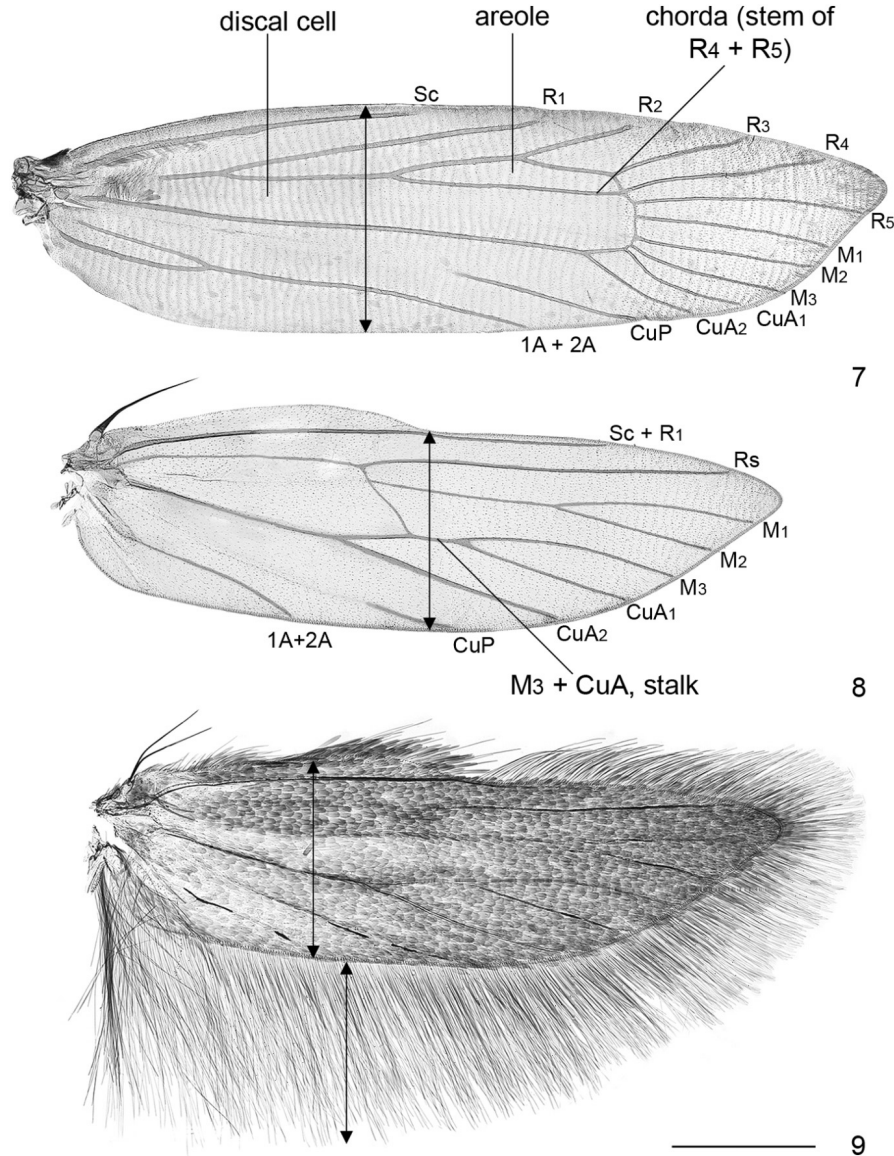 discal cell
areole
chorda (stem of
R4 + R5)
Sc
R1
R2
R3
R4
R5
M1
M2
M3
CuA1
CuA2
CuP
1A + 2A
7
Sc + R1
Rs
M1
M2
M3
CuA1
CuA2
CuP
1A+2A
M3 + CuA, stalk
8
9